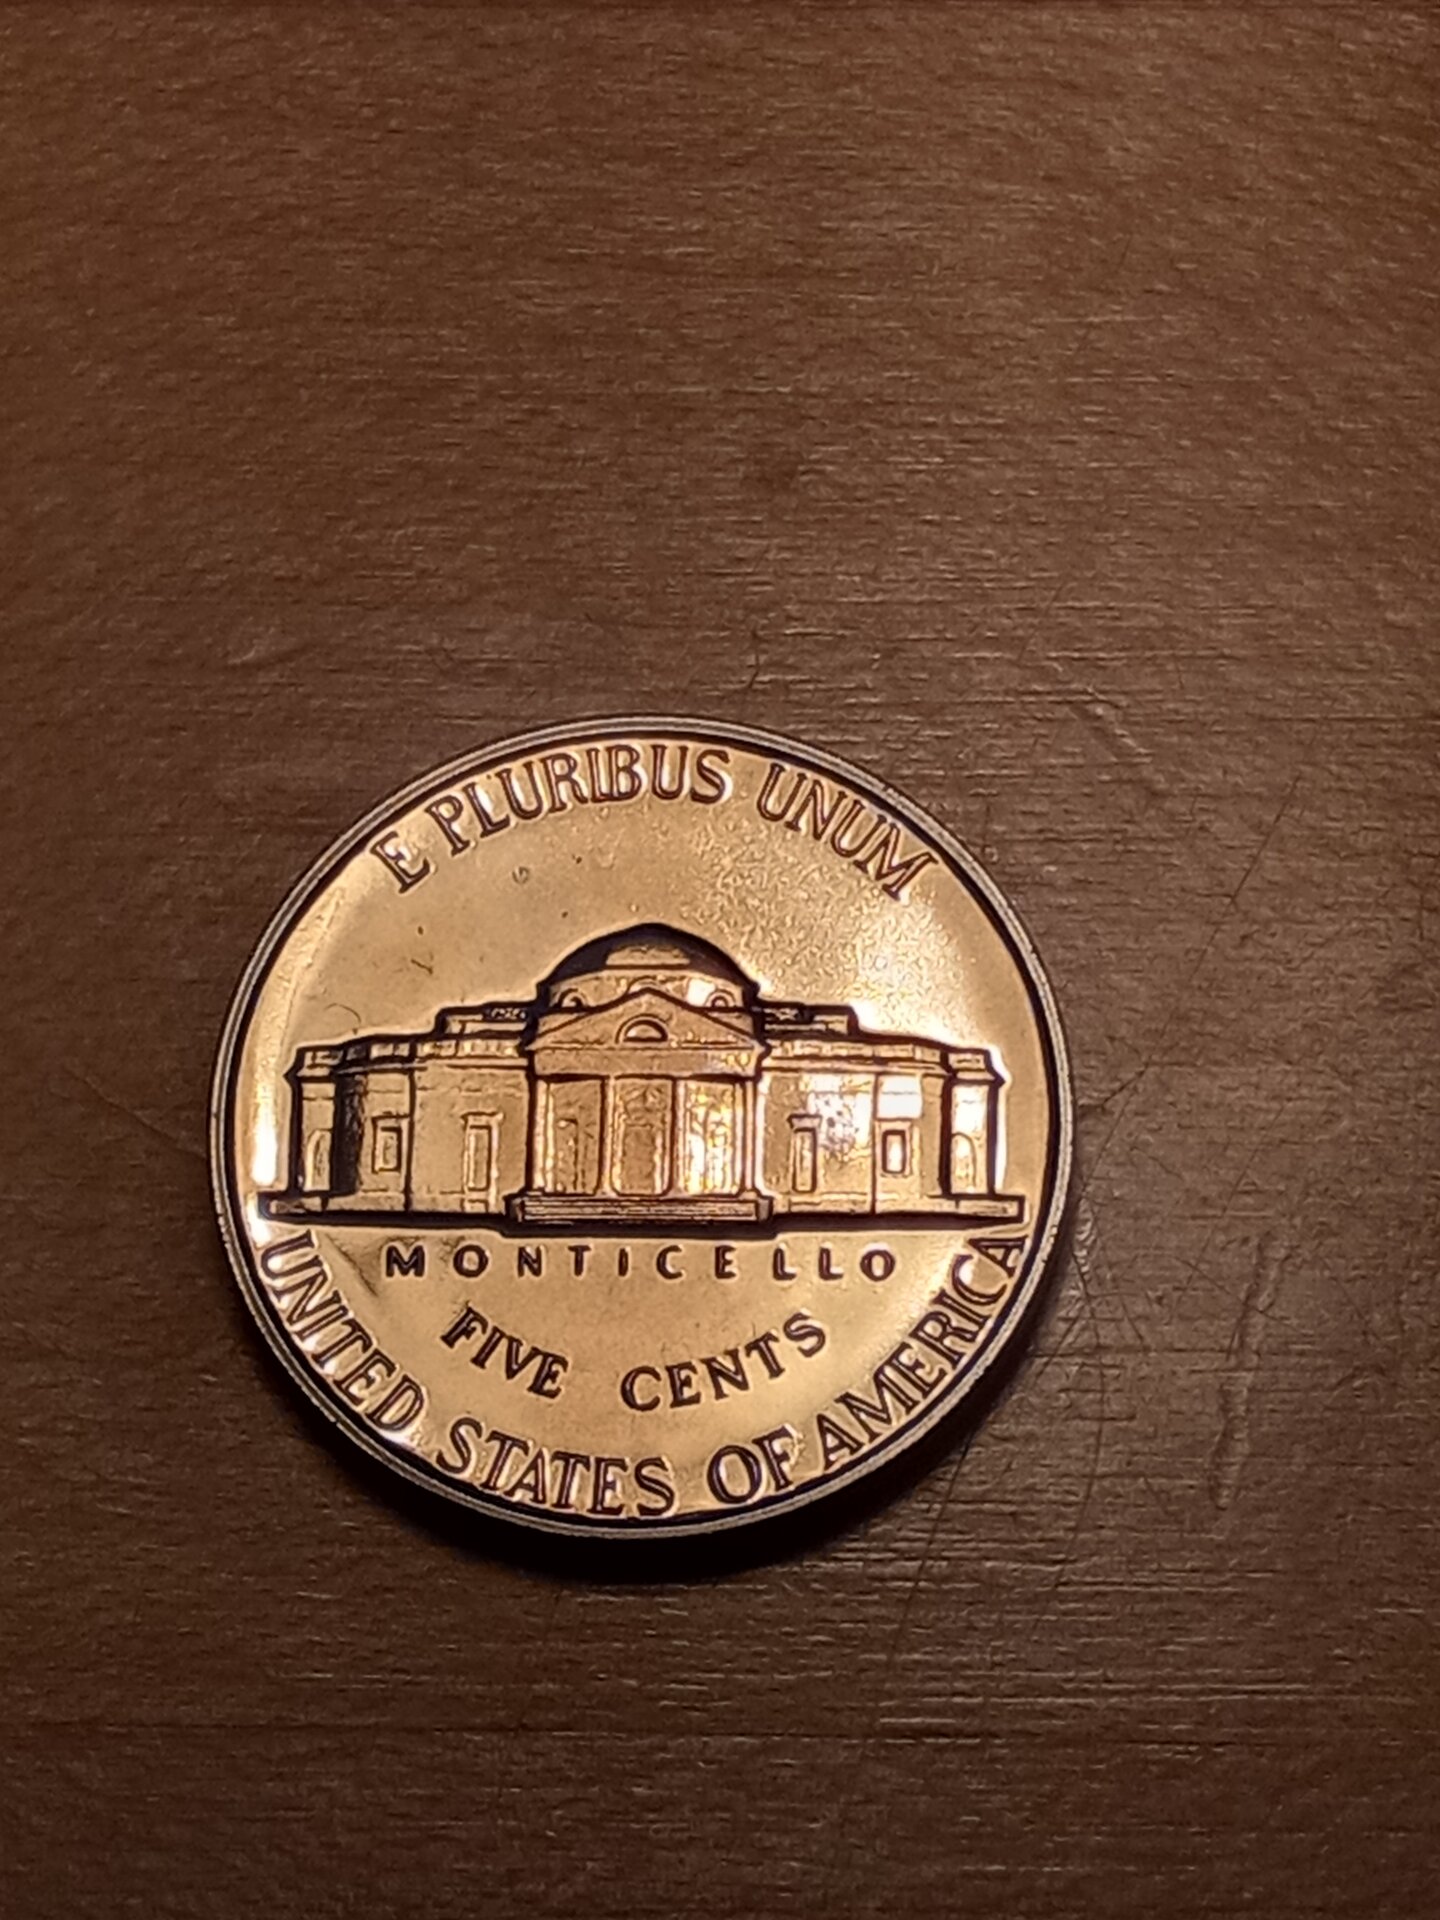 E PLURIBUS UNUM
MONTICELLO
FIVE CENTS
UNITED STATES OF AMERICA